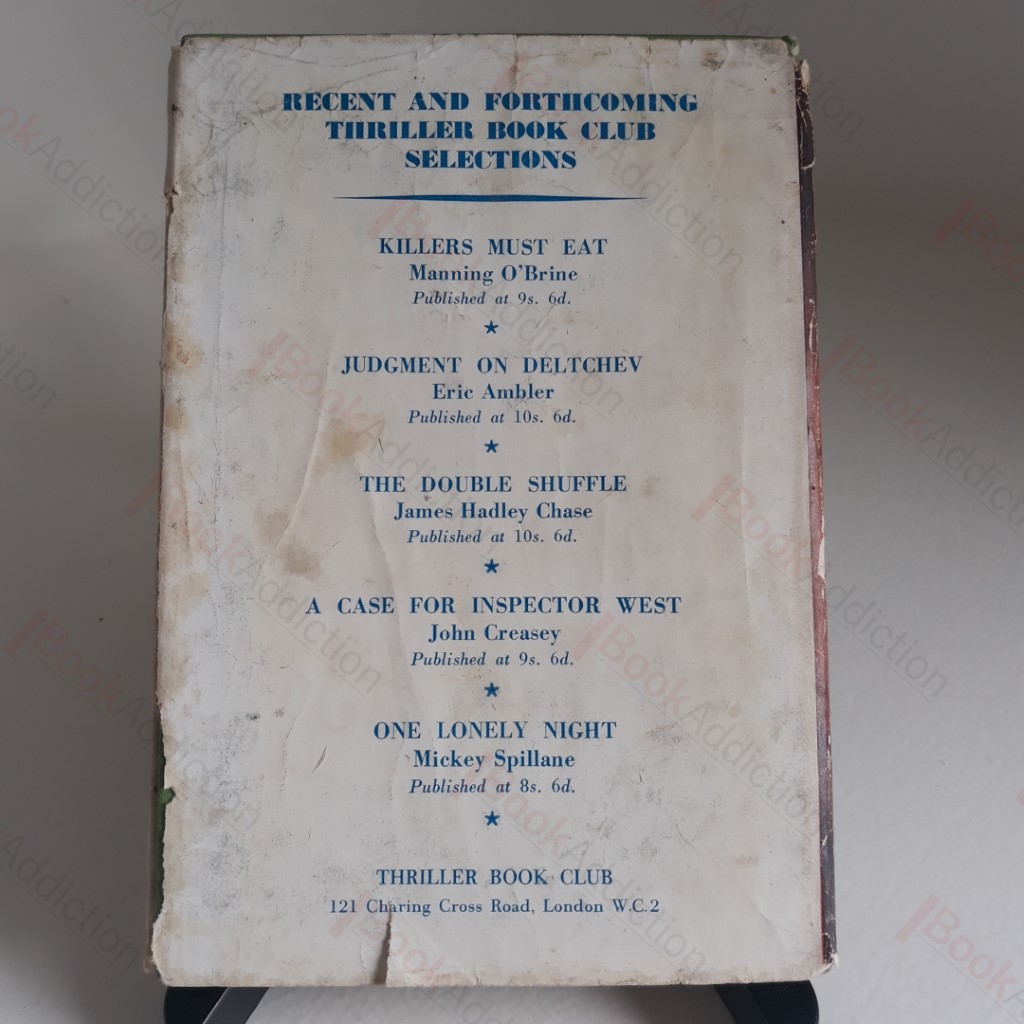 RECENT AND FORTHCOMING
THRILLER BOOK CLUB
SELECTIONS
KILLERS MUST EAT
Manning O'Brine
Published at 9s. 6d.
★
JUDGMENT ON DELTCHEV
Eric Ambler
Published at 10s. 6d.
★
THE DOUBLE SHUFFLE
James Hadley Chase
Published at 10s. 6d.
★
A CASE FOR INSPECTOR WEST
John Creasey
Published at 9s. 6d.
★
ONE LONELY NIGHT
Mickey Spillane
Published at 8s. 6d.
★
THRILLER BOOK CLUB
121 Charing Cross Road, London W.C.2
BookAddiction